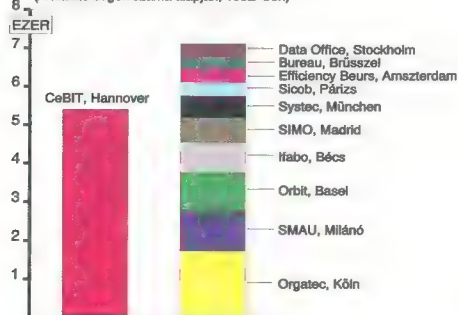 8
EZER
7
Data Office, Stockholm
Bureau, Brüsszel
Efficiency Beurs, Amszterdam
6
Sicob, Párizs
CeBIT, Hannover
Systec, München
5
SIMO, Madrid
4
Ifabo, Bécs
3
Orbit, Basel
2
SMAU, Milánó
1
Orgatec, Köln